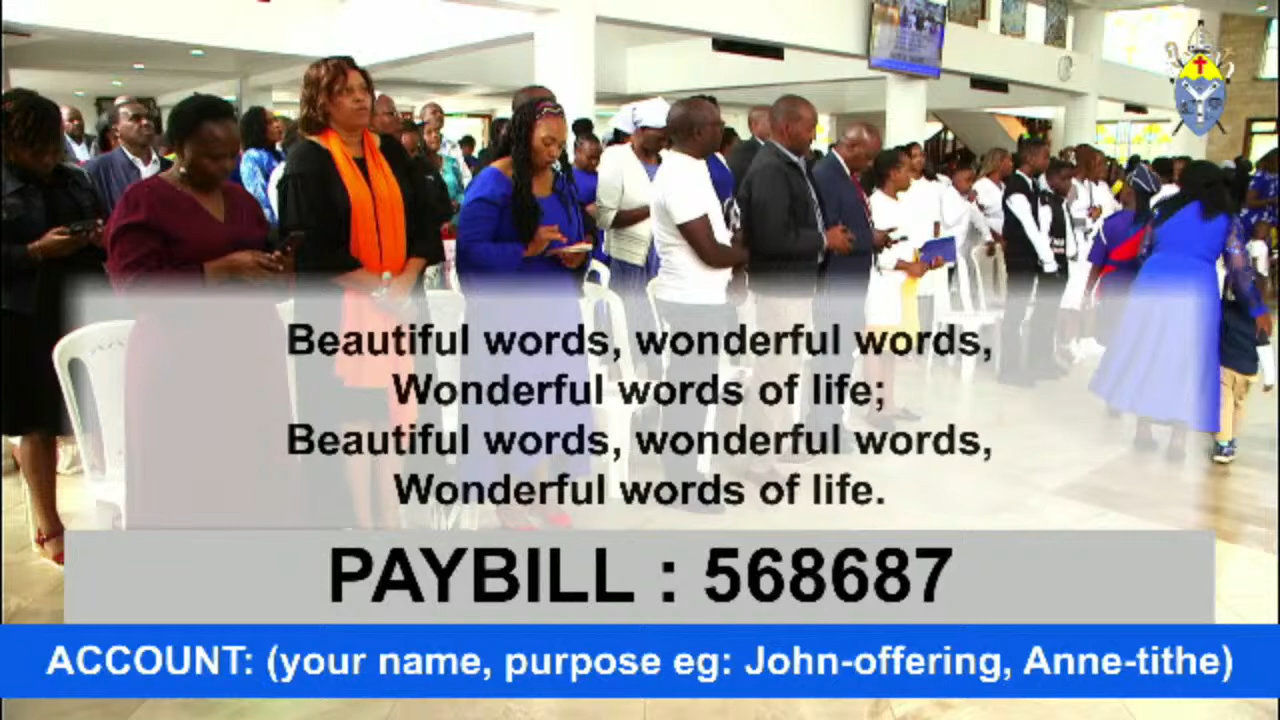 Beautiful words, wonderful words,
Wonderful words of life;
Beautiful words, wonderful words,
Wonderful words of life.
PAYBILL : 568687
ACCOUNT: (your name, purpose eg: John-offering, Anne-tithe)